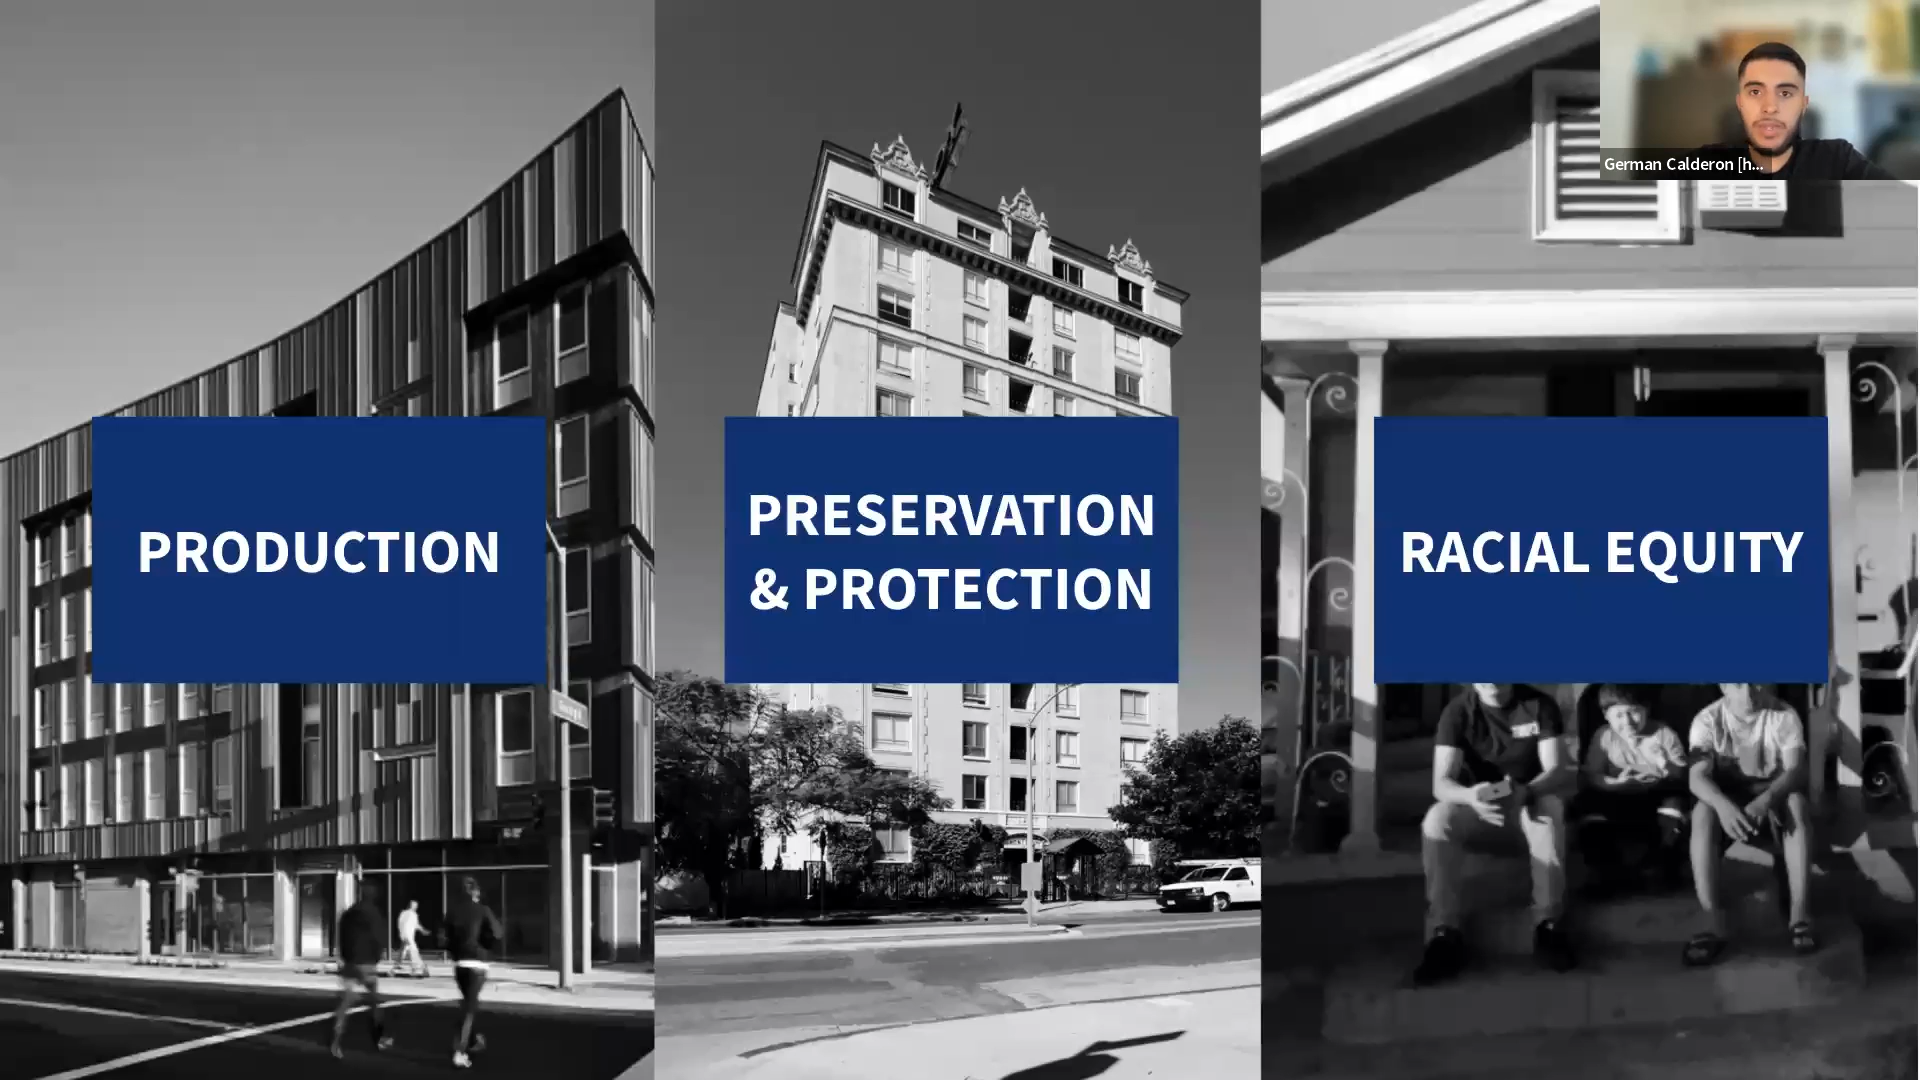 German Calderon [h...
PRODUCTION
PRESERVATION
& PROTECTION
RACIAL EQUITY